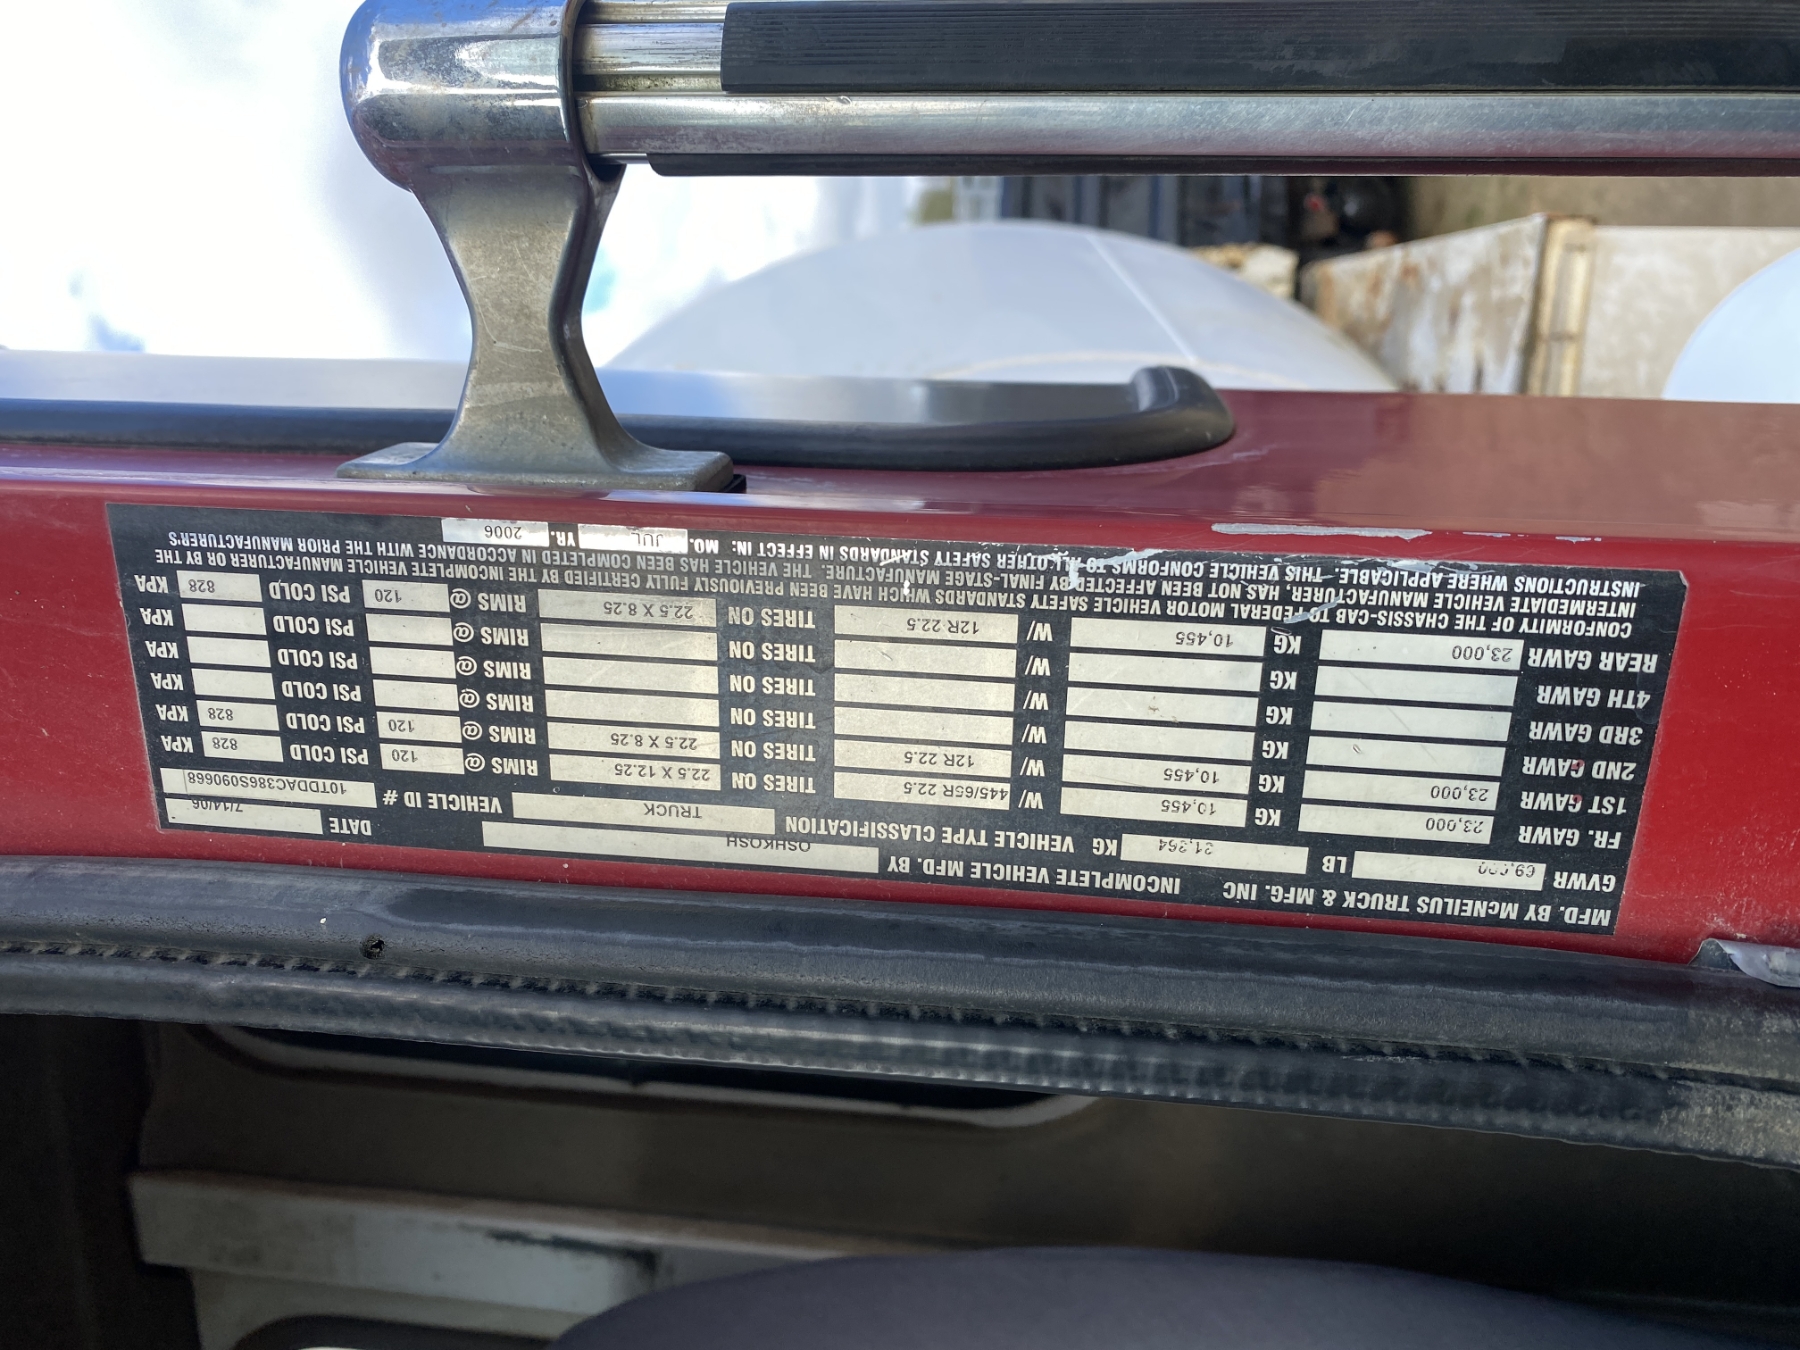 MFD. BY McNEILUS TRUCK & MFG. INC INCOMPLETE VEHICLE MFD. BY OSHKOSH DATE 7/14/06
GVWR 69,000 LB 31,364 KG VEHICLE TYPE CLASSIFICATION TRUCK VEHICLE ID # 10TDDAC386S090668
FR. GAWR 23,000 KG 10,455 W/ 445/65R 22.5 TIRES ON 22.5 X 12.25 RIMS @ 120 PSI COLD 828 KPA
1ST GAWR 23,000 KG 10,455 W/ 12R 22.5 TIRES ON 22.5 X 8.25 RIMS @ 120 PSI COLD 828 KPA
2ND GAWR KG W/ TIRES ON RIMS @ PSI COLD KPA
3RD GAWR KG W/ TIRES ON RIMS @ PSI COLD KPA
4TH GAWR KG W/ TIRES ON RIMS @ PSI COLD KPA
REAR GAWR 23,000 KG 10,455 W/ 12R 22.5 TIRES ON 22.5 X 8.25 RIMS @ 120 PSI COLD 828 KPA
CONFORMITY OF THE CHASSIS-CAB TO FEDERAL MOTOR VEHICLE SAFETY STANDARDS WHICH HAVE BEEN PREVIOUSLY FULLY CERTIFIED BY THE INCOMPLETE VEHICLE MANUFACTURER OR BY THE
INTERMEDIATE VEHICLE MANUFACTURER, HAS NOT BEEN AFFECTED BY FINAL-STAGE MANUFACTURE. THE VEHICLE HAS BEEN COMPLETED IN ACCORDANCE WITH THE PRIOR MANUFACTURER'S
INSTRUCTIONS WHERE APPLICABLE. THIS VEHICLE CONFORMS TO ALL OTHER SAFETY STANDARDS IN EFFECT IN: MO. JUL YR. 2006